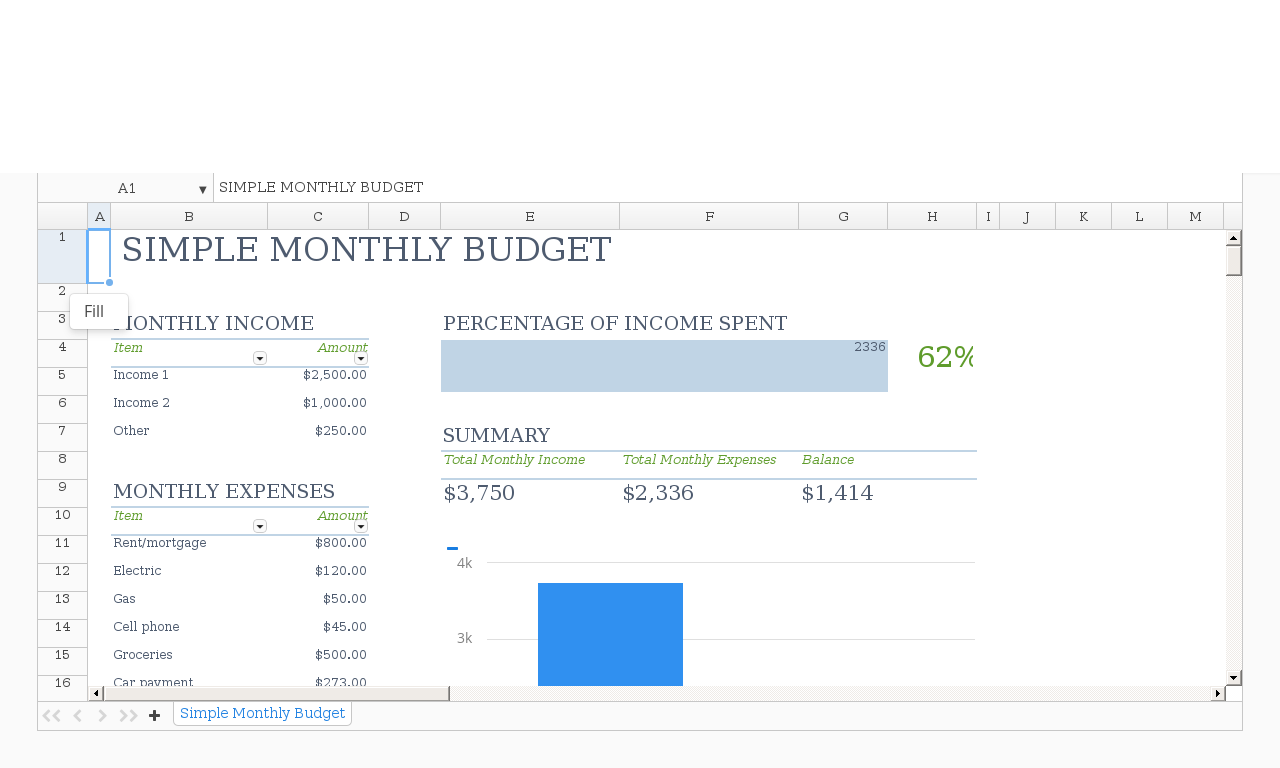 A1 ▼ SIMPLE MONTHLY BUDGET
A B C D E F G H I J K L M
1 SIMPLE MONTHLY BUDGET
2
Fill
3 MONTHLY INCOME PERCENTAGE OF INCOME SPENT
4 Item Amount 2336 62%
5 Income 1 $2,500.00
6 Income 2 $1,000.00
7 Other $250.00 SUMMARY
8 Total Monthly Income Total Monthly Expenses Balance
9 MONTHLY EXPENSES $3,750 $2,336 $1,414
10 Item Amount
11 Rent/mortgage $800.00
4k
12 Electric $120.00
13 Gas $50.00
14 Cell phone $45.00
3k
15 Groceries $500.00
16 Car payment $273.00
Simple Monthly Budget